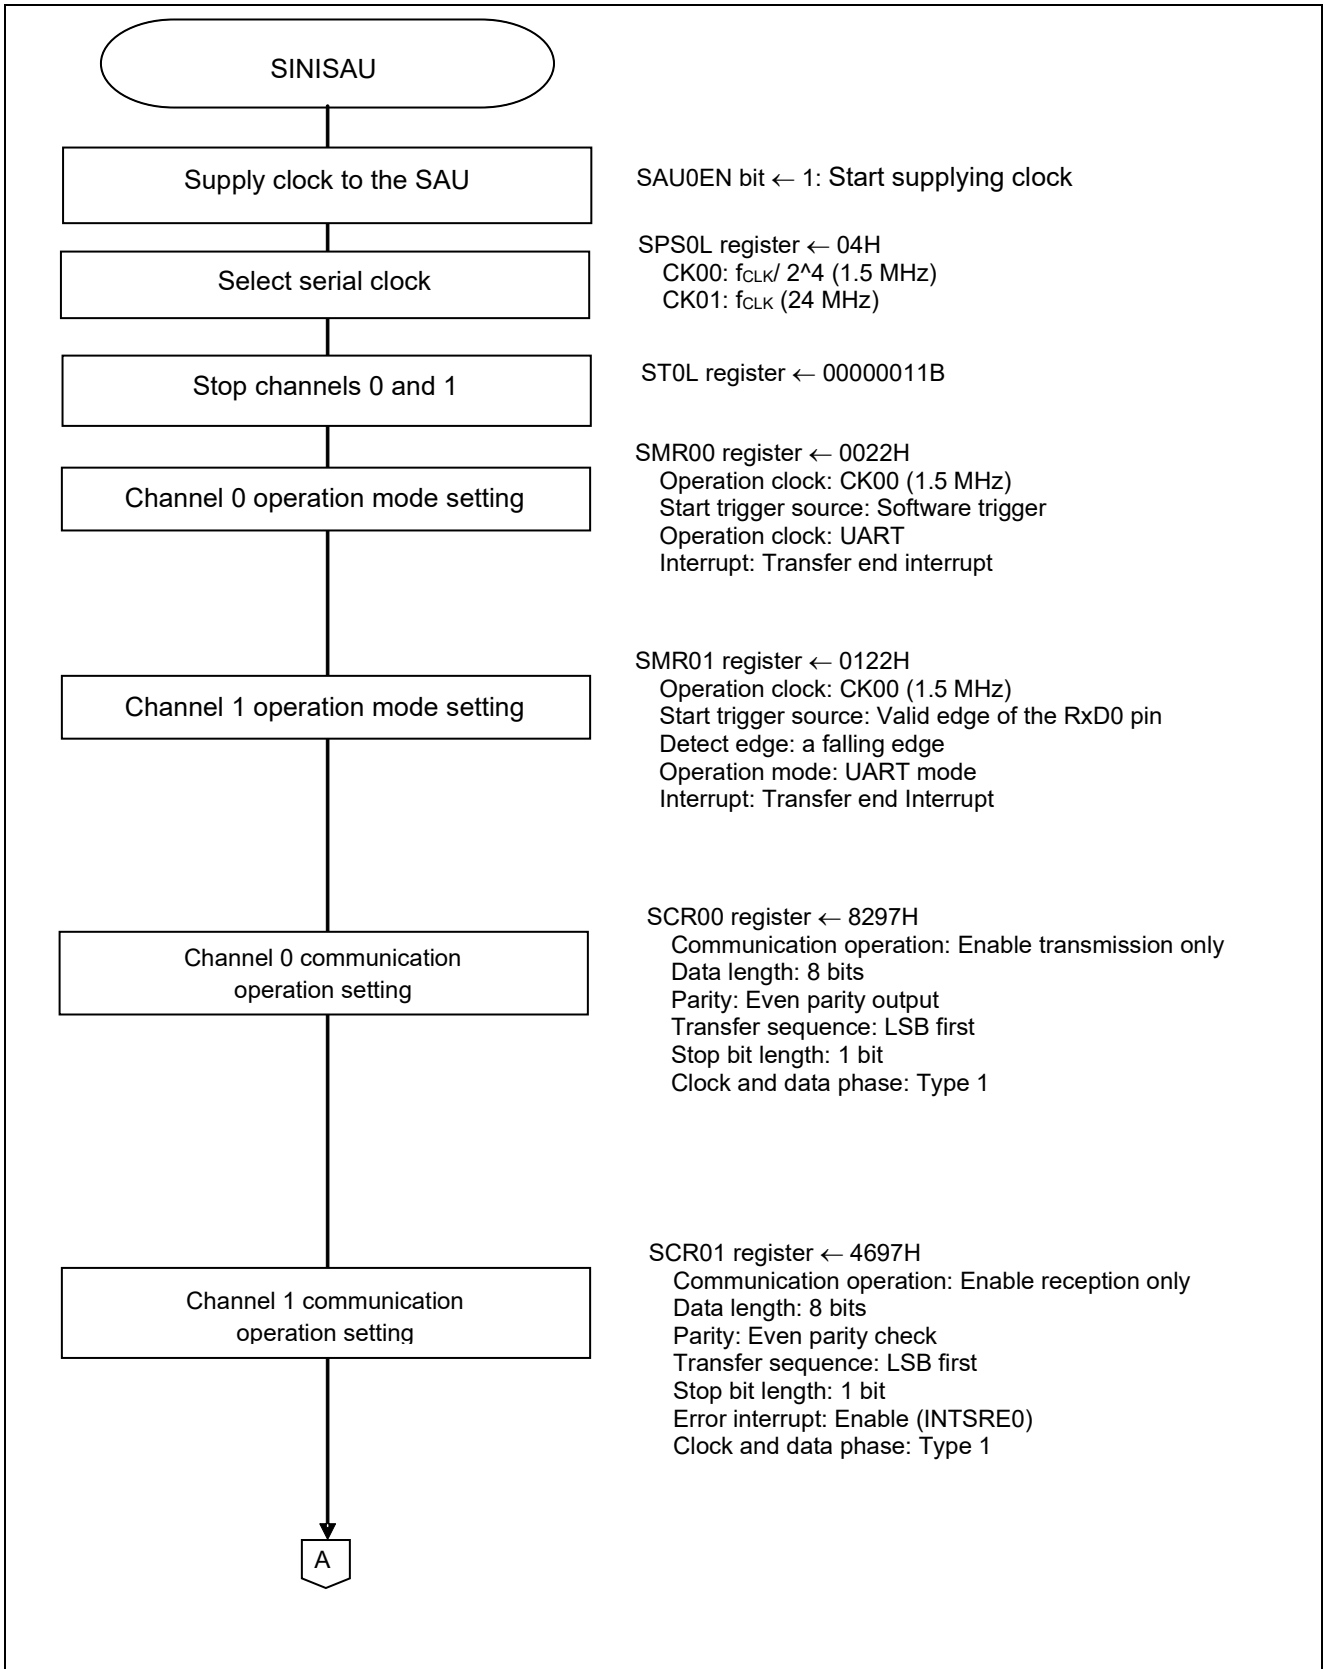 SINISAU
Supply clock to the SAU
SAU0EN bit ← 1: Start supplying clock
Select serial clock
SPS0L register ← 04H
CK00: fCLK/ 2^4 (1.5 MHz)
CK01: fCLK (24 MHz)
Stop channels 0 and 1
ST0L register ← 00000011B
Channel 0 operation mode setting
SMR00 register ← 0022H
Operation clock: CK00 (1.5 MHz)
Start trigger source: Software trigger
Operation clock: UART
Interrupt: Transfer end interrupt
Channel 1 operation mode setting
SMR01 register ← 0122H
Operation clock: CK00 (1.5 MHz)
Start trigger source: Valid edge of the RxD0 pin
Detect edge: a falling edge
Operation mode: UART mode
Interrupt: Transfer end Interrupt
Channel 0 communication
operation setting
SCR00 register ← 8297H
Communication operation: Enable transmission only
Data length: 8 bits
Parity: Even parity output
Transfer sequence: LSB first
Stop bit length: 1 bit
Clock and data phase: Type 1
Channel 1 communication
operation setting
SCR01 register ← 4697H
Communication operation: Enable reception only
Data length: 8 bits
Parity: Even parity check
Transfer sequence: LSB first
Stop bit length: 1 bit
Error interrupt: Enable (INTSRE0)
Clock and data phase: Type 1
A